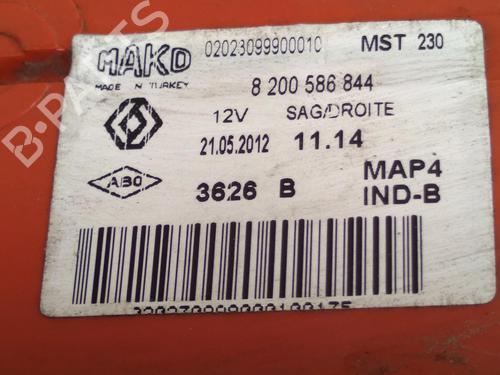 MAKO 02023099900010 MST 230
MADE IN TURKEY
8 200 586 844
12V SAG/DROITE
21.05.2012 11.14
ABO 3626 B MAP4
IND-B
B-PARTS